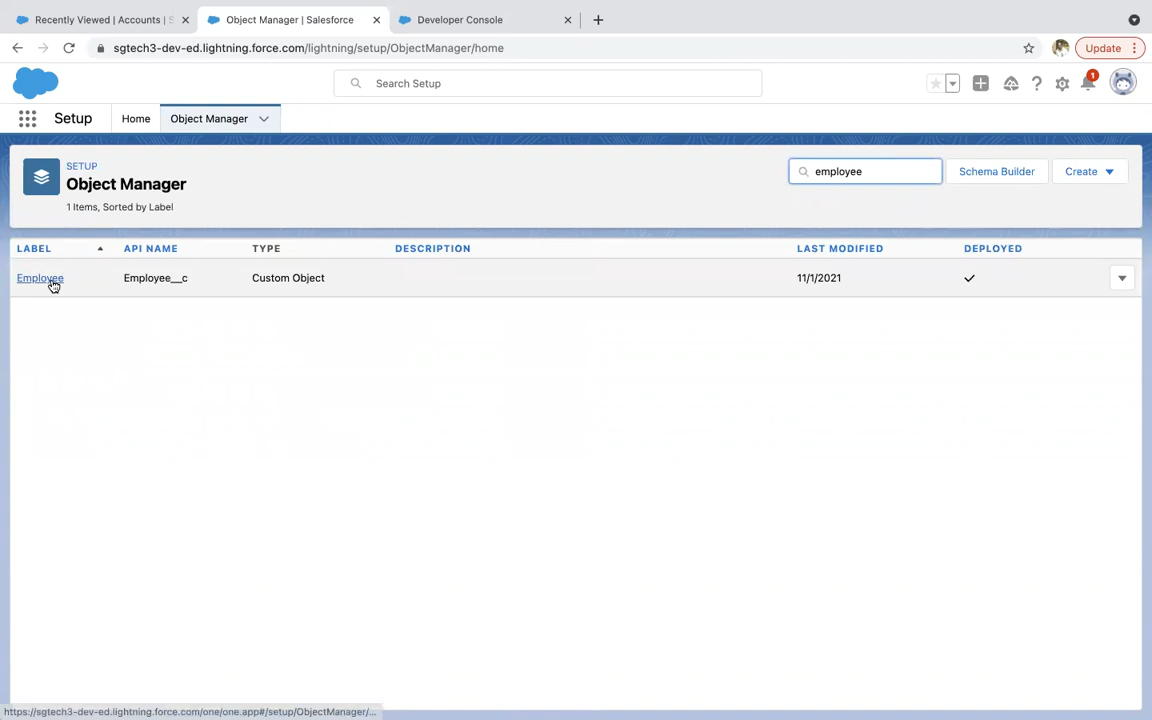 Recently Viewed | Accounts | S
Object Manager | Salesforce
Developer Console
sgtech3-dev-ed.lightning.force.com/lightning/setup/ObjectManager/home
Update
Search Setup
1
Setup
Home
Object Manager
SETUP
Object Manager
1 Items, Sorted by Label
employee
Schema Builder
Create
LABEL
API NAME
TYPE
DESCRIPTION
LAST MODIFIED
DEPLOYED
Employee
Employee__c
Custom Object
11/1/2021
https://sgtech3-dev-ed.lightning.force.com/one/one.app#/setup/ObjectManager/...